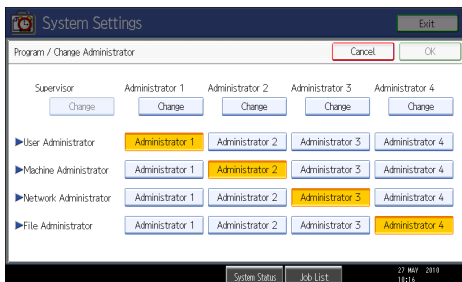 System Settings Exit
Program / Change Administrator Cancel OK
Supervisor Administrator 1 Administrator 2 Administrator 3 Administrator 4
Change Change Change Change Change
►User Administrator Administrator 1 Administrator 2 Administrator 3 Administrator 4
►Machine Administrator Administrator 1 Administrator 2 Administrator 3 Administrator 4
►Network Administrator Administrator 1 Administrator 2 Administrator 3 Administrator 4
►File Administrator Administrator 1 Administrator 2 Administrator 3 Administrator 4
System Status Job List 27 MAY 2010
10:16